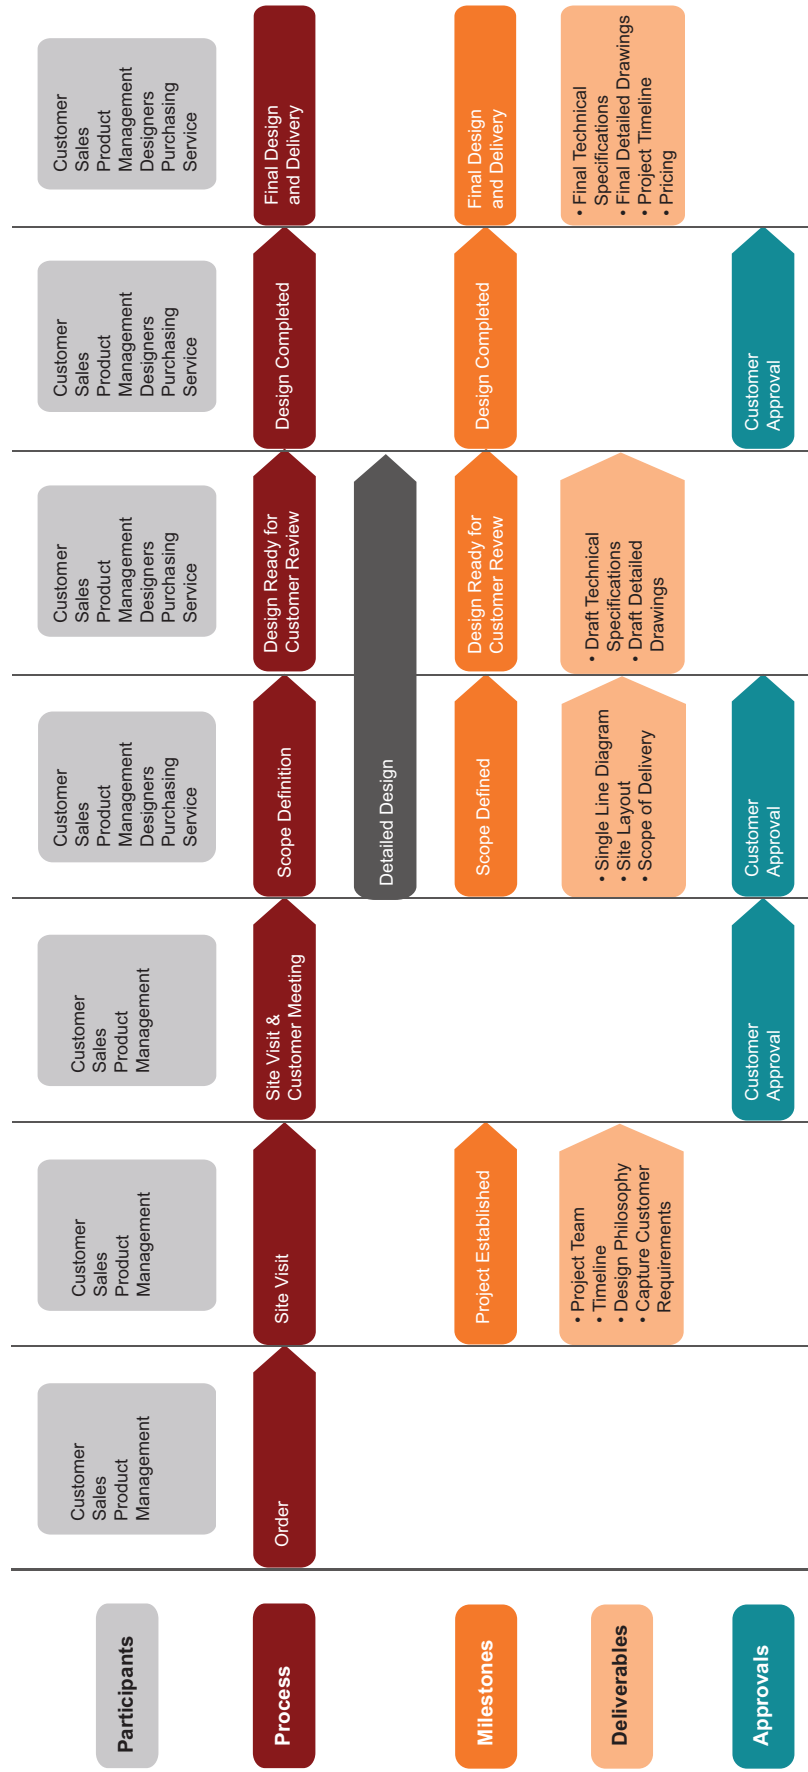 Participants
Customer
Sales
Product
Management
Customer
Sales
Product
Management
Customer
Sales
Product
Management
Customer
Sales
Product
Management
Designers
Purchasing
Service
Customer
Sales
Product
Management
Designers
Purchasing
Service
Customer
Sales
Product
Management
Designers
Purchasing
Service
Customer
Sales
Product
Management
Designers
Purchasing
Service
Process
Order
Site Visit
Site Visit &
Customer Meeting
Scope Definition
Design Ready for
Customer Review
Design Completed
Final Design
and Delivery
Detailed Design
Milestones
Project Established
Scope Defined
Design Ready for
Customer Revew
Design Completed
Final Design
and Delivery
Deliverables
• Project Team
• Timeline
• Design Philosophy
• Capture Customer
Requirements
• Single Line Diagram
• Site Layout
• Scope of Delivery
• Draft Technical
Specifications
• Draft Detailed
Drawings
• Final Technical
Specifications
• Final Detailed Drawings
• Project Timeline
• Pricing
Approvals
Customer
Approval
Customer
Approval
Customer
Approval